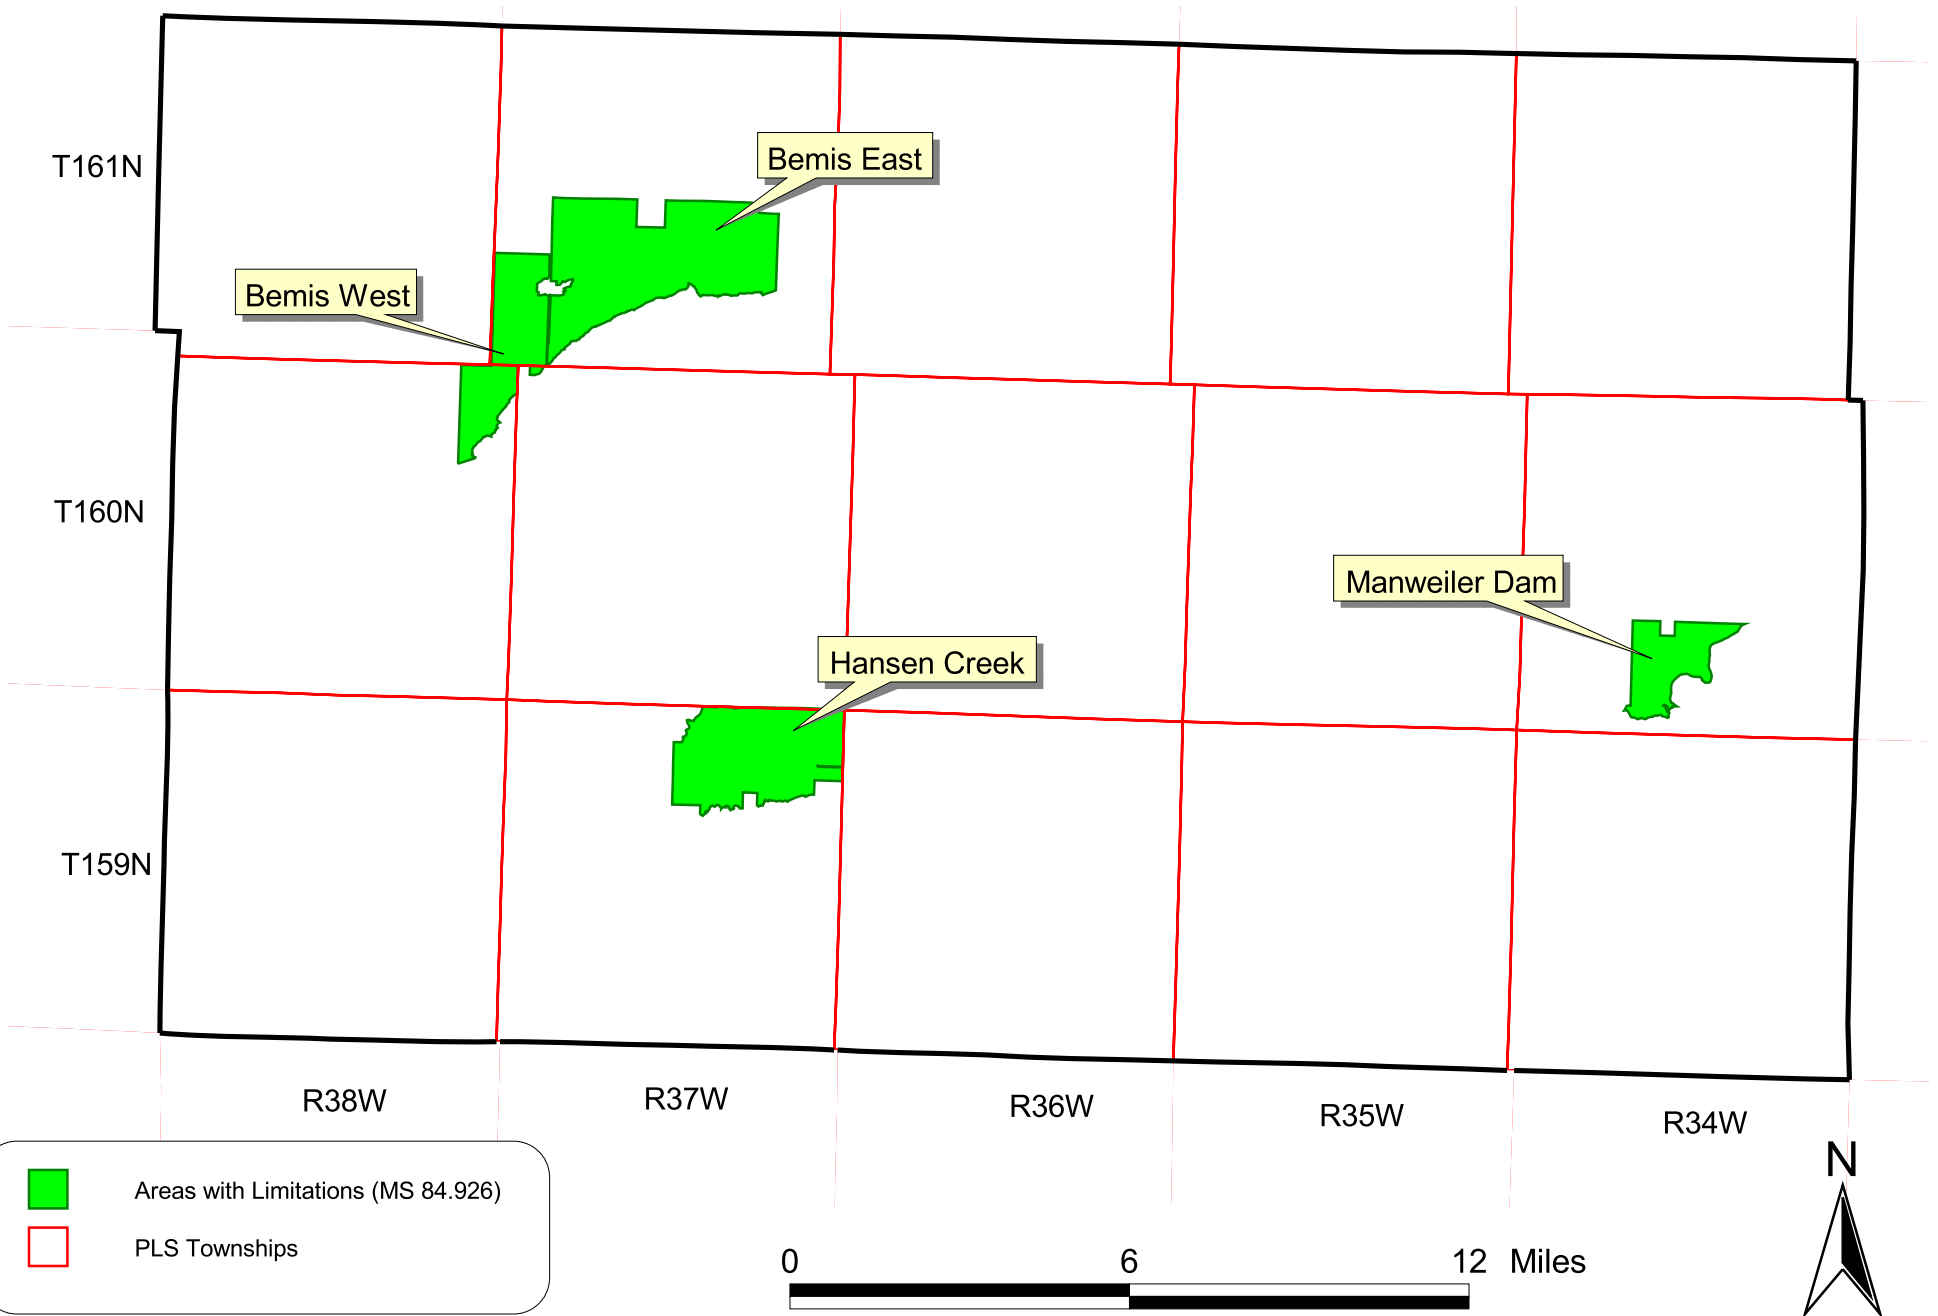 T161N
Bemis East
Bemis West
T160N
Manweiler Dam
Hansen Creek
T159N
R38W
R37W
R36W
R35W
R34W
N
Areas with Limitations (MS 84.926)
PLS Townships
0 6 12 Miles